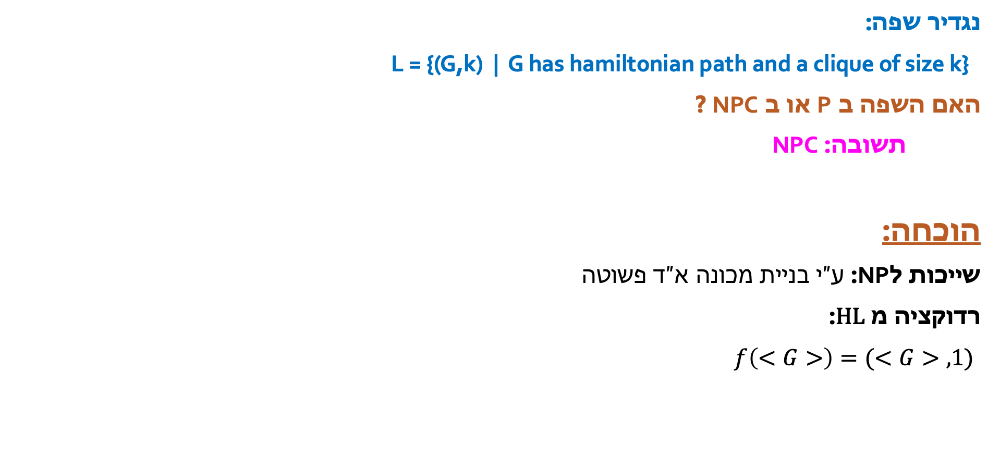 נגדיר שפה:
L = {(G,k) | G has hamiltonian path and a clique of size k}
האם השפה ב P או ב NPC ?
תשובה: NPC
הוכחה:
שייכות לNP: ע"י בניית מכונה א"ד פשוטה
רדוקציה מ HL:
f(< G >) = (< G > ,1)